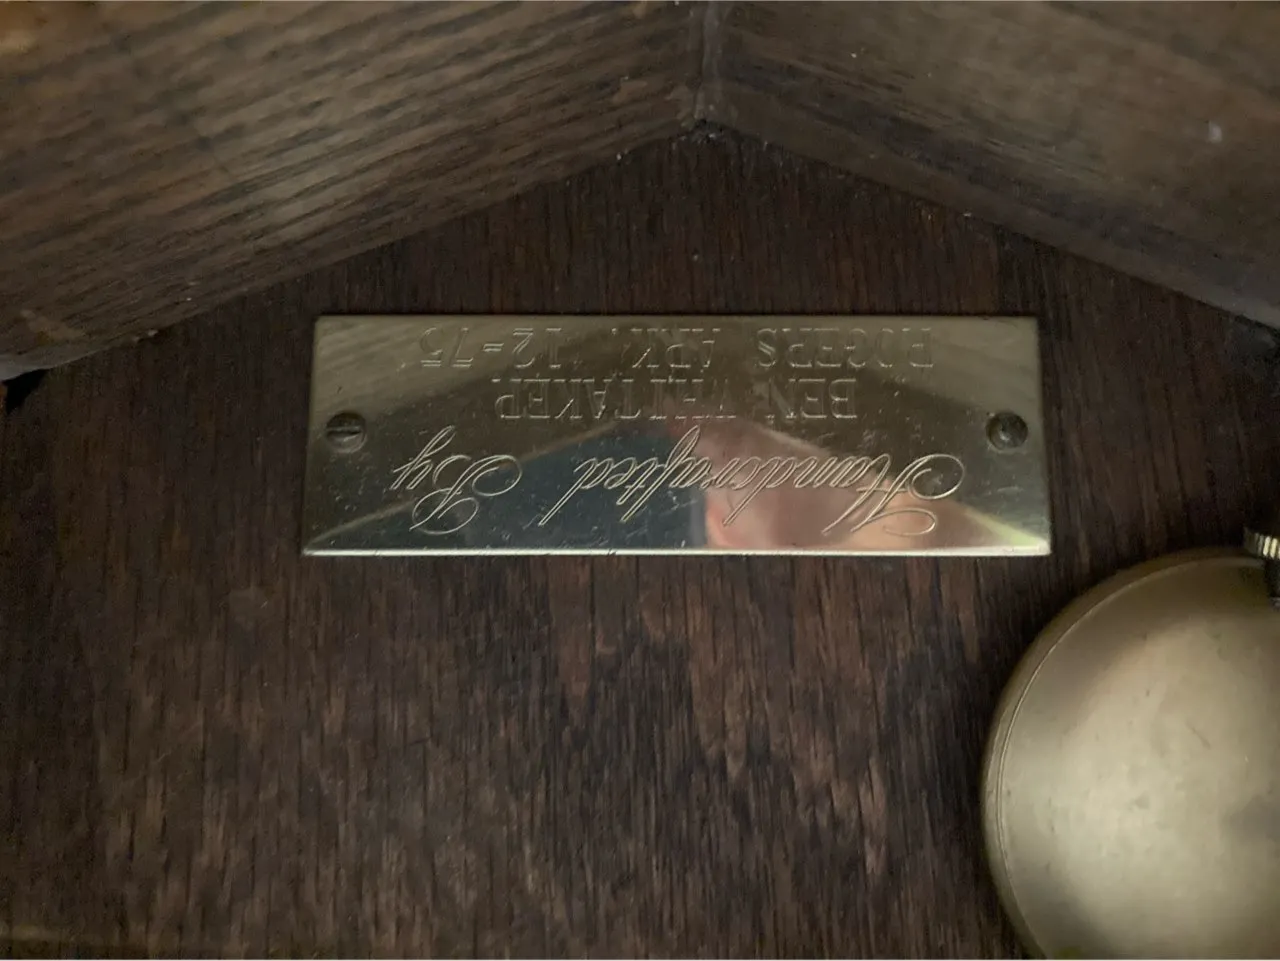 Handcrafted By
BEN WHITAKER
ROGERS ARK. 12-75